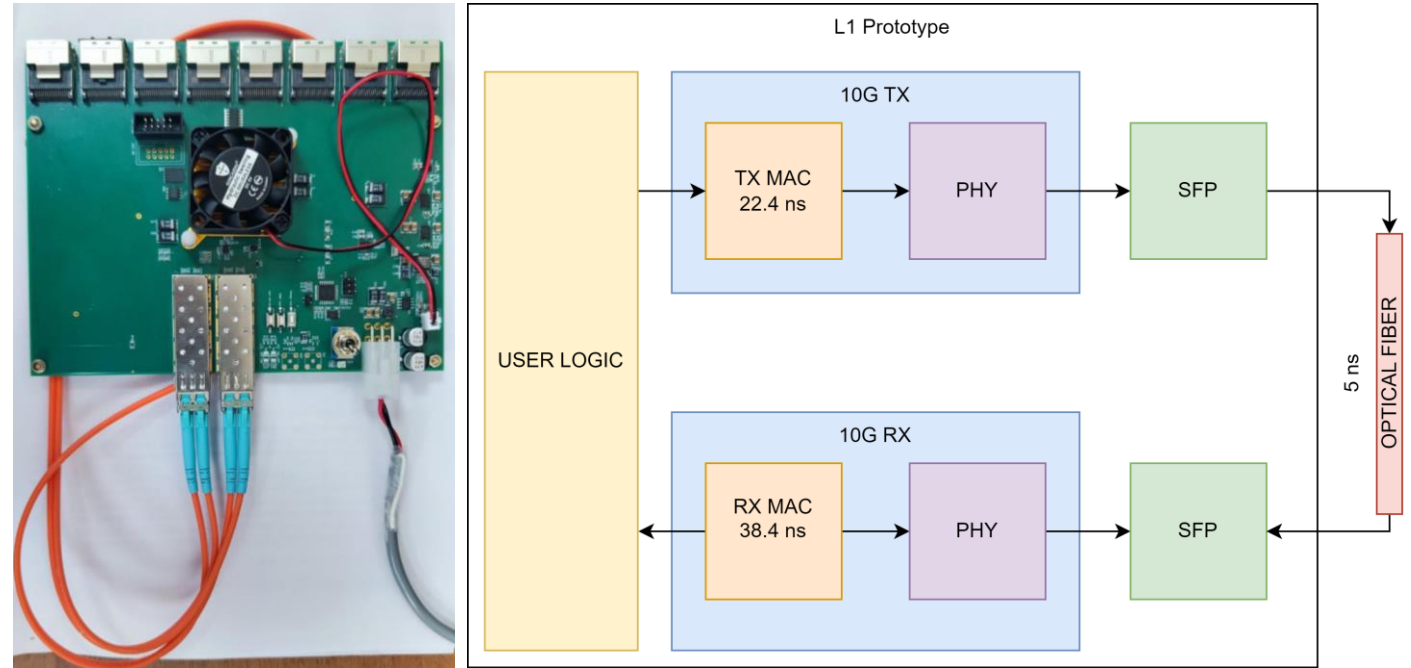 L1 Prototype
10G TX
TX MAC
22.4 ns
PHY
SFP
USER LOGIC
5 ns
OPTICAL FIBER
10G RX
RX MAC
38.4 ns
PHY
SFP